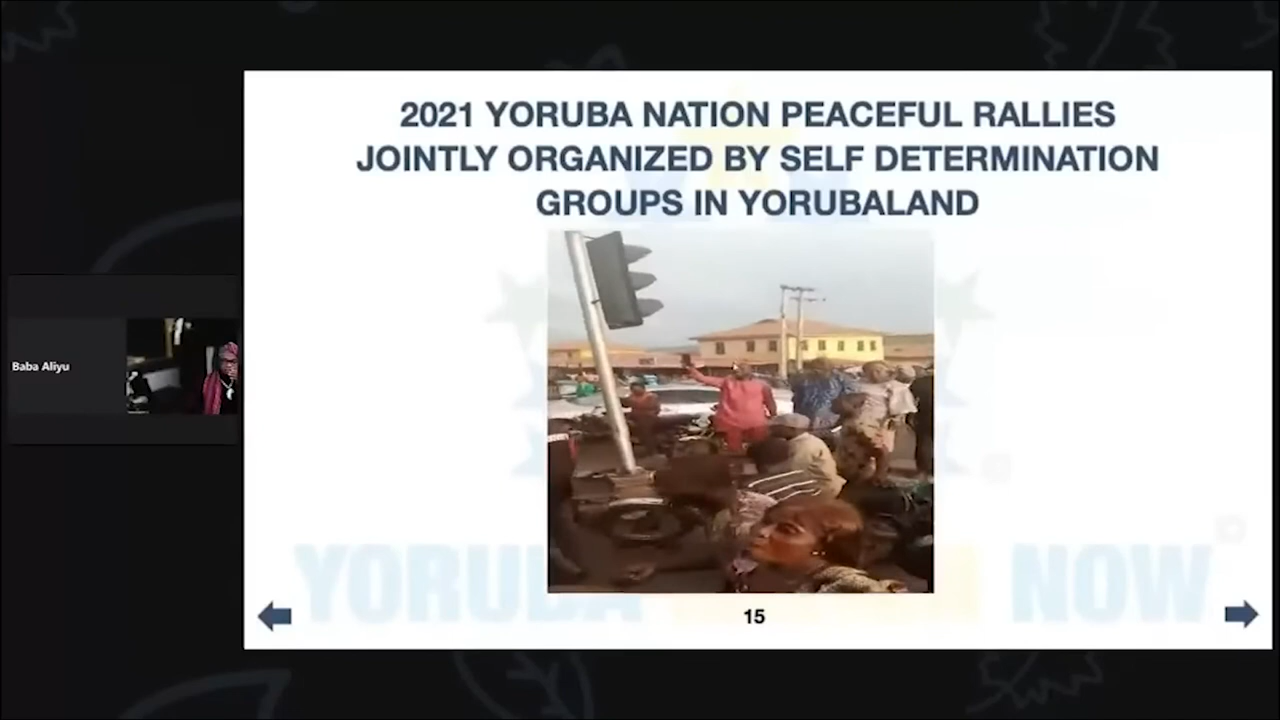 2021 YORUBA NATION PEACEFUL RALLIES
JOINTLY ORGANIZED BY SELF DETERMINATION
GROUPS IN YORUBALAND
Baba Aliyu
YORUBA NOW
15